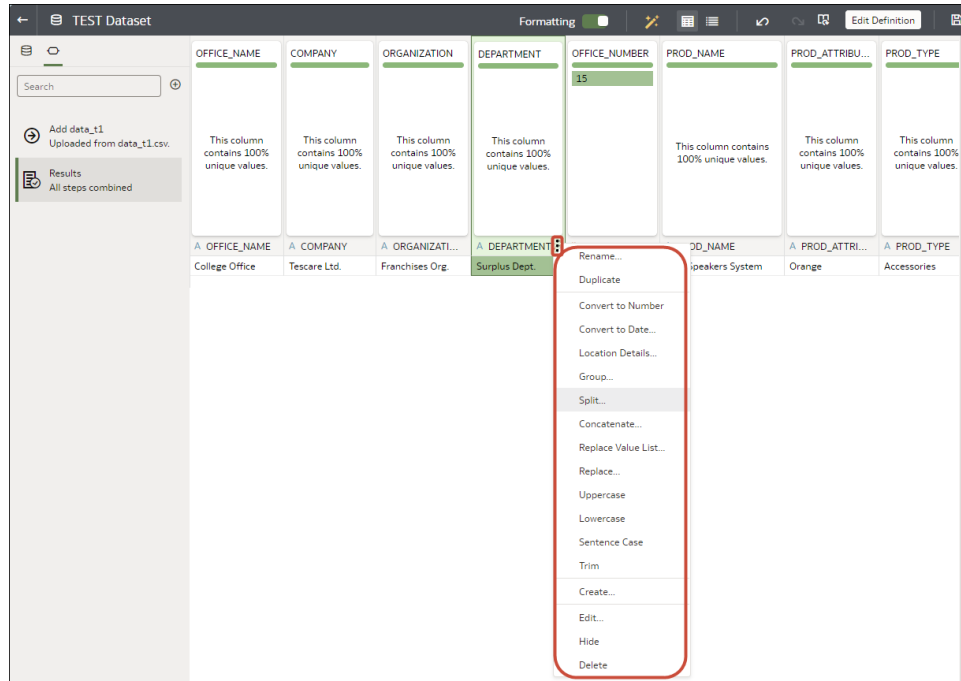 TEST Dataset
Formatting
Edit Definition
Search
Add data_t1
Uploaded from data_t1.csv.
Results
All steps combined
OFFICE_NAME COMPANY ORGANIZATION DEPARTMENT OFFICE_NUMBER PROD_NAME PROD_ATTRIBU... PROD_TYPE
15
This column
contains 100%
unique values.
This column
contains 100%
unique values.
This column
contains 100%
unique values.
This column
contains 100%
unique values.
This column contains
100% unique values.
This column
contains 100%
unique values.
This column
contains 100%
unique values.
A OFFICE_NAME A COMPANY A ORGANIZATI... A DEPARTMENT OD_NAME A PROD_ATTRI... A PROD_TYPE
College Office Tescare Ltd. Franchises Org. Surplus Dept. Speakers System Orange Accessories
Rename...
Duplicate
Convert to Number
Convert to Date...
Location Details...
Group...
Split...
Concatenate...
Replace Value List...
Replace...
Uppercase
Lowercase
Sentence Case
Trim
Create...
Edit...
Hide
Delete